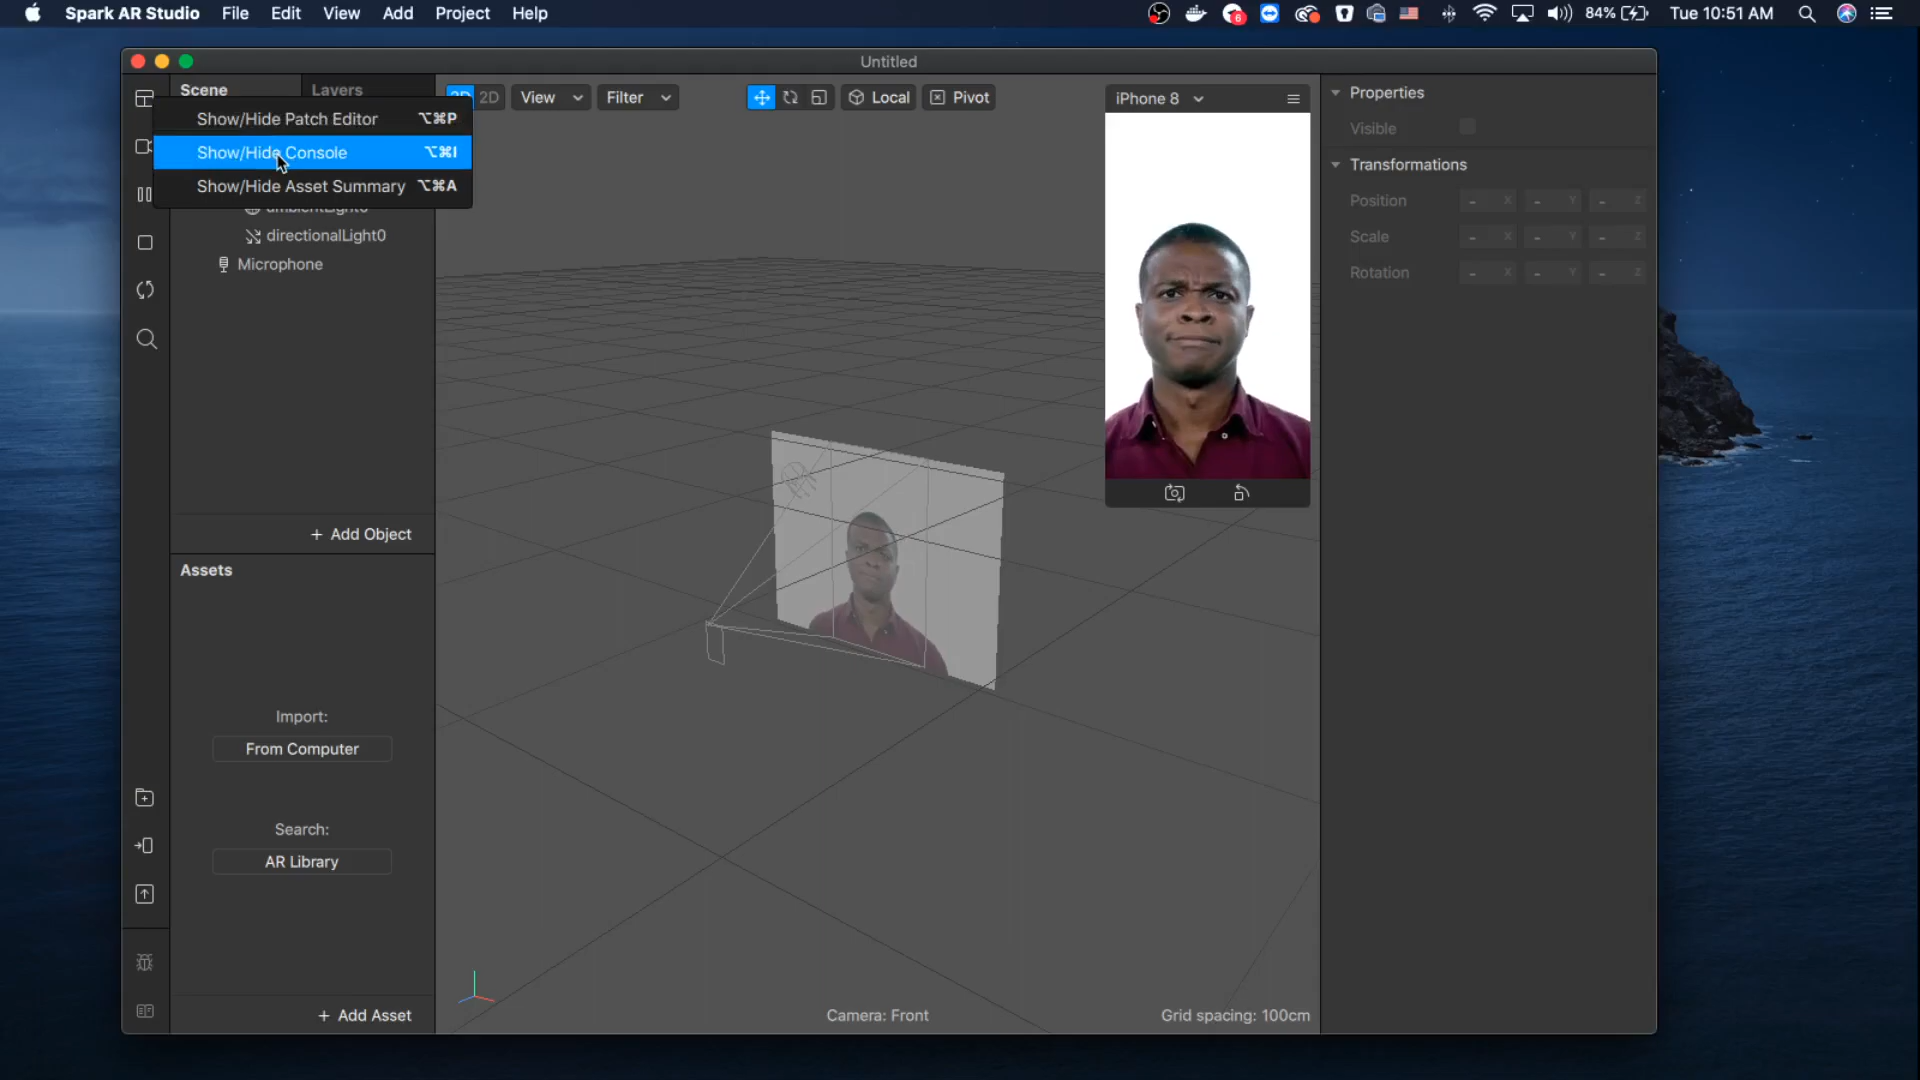 Spark AR Studio File Edit View Add Project Help
6 84% Tue 10:51 AM
Untitled
Scene Layers
2D View Filter Local Pivot
Show/Hide Patch Editor ⌥⌘P
Show/Hide Console ⌥⌘I
Show/Hide Asset Summary ⌥⌘A
directionalLight0
Microphone
+ Add Object
Assets
Import:
From Computer
Search:
AR Library
+ Add Asset
iPhone 8
Camera: Front
Grid spacing: 100cm
Properties
Visible
Transformations
Position - X - Y - Z
Scale - X - Y - Z
Rotation - X - Y - Z